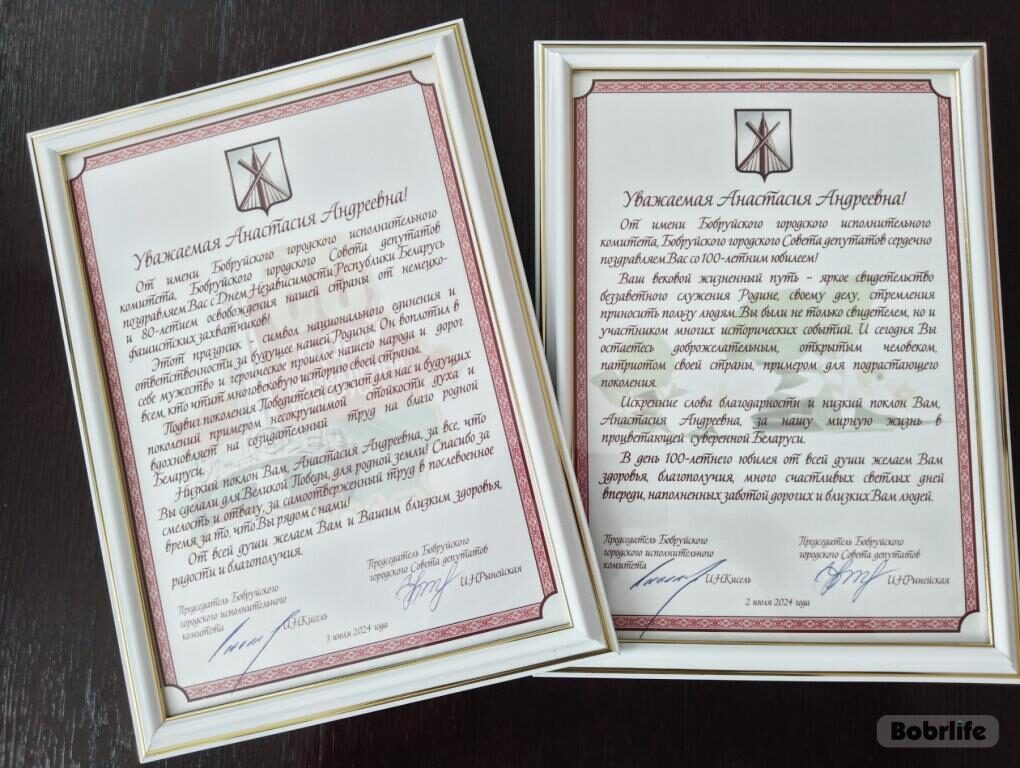 Уважаемая Анастасия Андреевна!
От имени Бобруйского городского исполнительного
комитета, Бобруйского городского Совета депутатов
поздравляем Вас с Днем Независимости Республики Беларусь
и 80-летием освобождения нашей страны от немецко-
фашистских захватчиков!
Этот праздник – символ национального единения и
ответственности за будущее нашей Родины. Он воплотил в
себе мужество и героическое прошлое нашего народа и дорог
всем, кто чтит многовековую историю своей страны.
Подвиг поколения Победителей служит для нас и будущих
поколений примером несокрушимой стойкости духа и
вдохновляет на созидательный труд на благо родной
Беларуси.
Низкий поклон Вам, Анастасия Андреевна, за все, что
Вы сделали для Великой Победы, для родной земли! Спасибо за
смелость и отвагу, за самоотверженный труд в послевоенное
время, за то, что Вы рядом с нами!
От всей души желаем Вам и Вашим близким здоровья,
радости и благополучия.
Председатель Бобруйского
городского исполнительного
комитета
И.Н.Кисель
Председатель Бобруйского
городского Совета депутатов
И.Н.Рынейская
3 июля 2024 года
Уважаемая Анастасия Андреевна!
От имени Бобруйского городского исполнительного
комитета, Бобруйского городского Совета депутатов сердечно
поздравляем Вас со 100-летним юбилеем!
Ваш вековой жизненный путь – яркое свидетельство
беззаветного служения Родине, своему делу, стремления
приносить пользу людям. Вы были не только свидетелем, но и
участником многих исторических событий. И сегодня Вы
остаетесь доброжелательным, открытым человеком,
патриотом своей страны, примером для подрастающего
поколения.
Искренние слова благодарности и низкий поклон Вам,
Анастасия Андреевна, за нашу мирную жизнь в
процветающей суверенной Беларуси.
В день 100-летнего юбилея от всей души желаем Вам
здоровья, благополучия, много счастливых светлых дней
впереди, наполненных заботой дорогих и близких Вам людей.
Председатель Бобруйского
городского исполнительного
комитета
И.Н.Кисель
Председатель Бобруйского
городского Совета депутатов
И.Н.Рынейская
2 июля 2024 года
Bobrlife